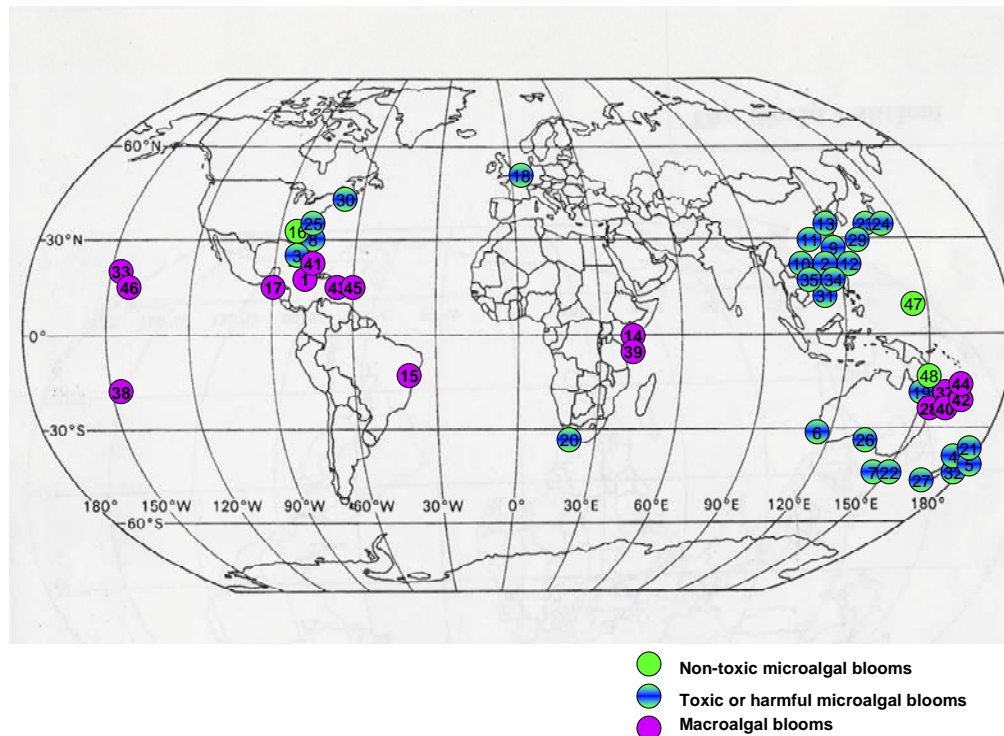 60°N
18
30
13 23 24
16 25
30°N 8 11 29
9
3 41 10 2 12
33 1 35 34
46 17 43 45 31
47
0° 14
39
15 48
38 19 37 44
28 40 42
30°S 6
20 26 21
4
5
7 22 27 32
180° 150°W 120°W 90°W 60°W 30°W 0° 30°E 60°E 90°E 120°E 150°E 180°
60°S
Non-toxic microalgal blooms
Toxic or harmful microalgal blooms
Macroalgal blooms